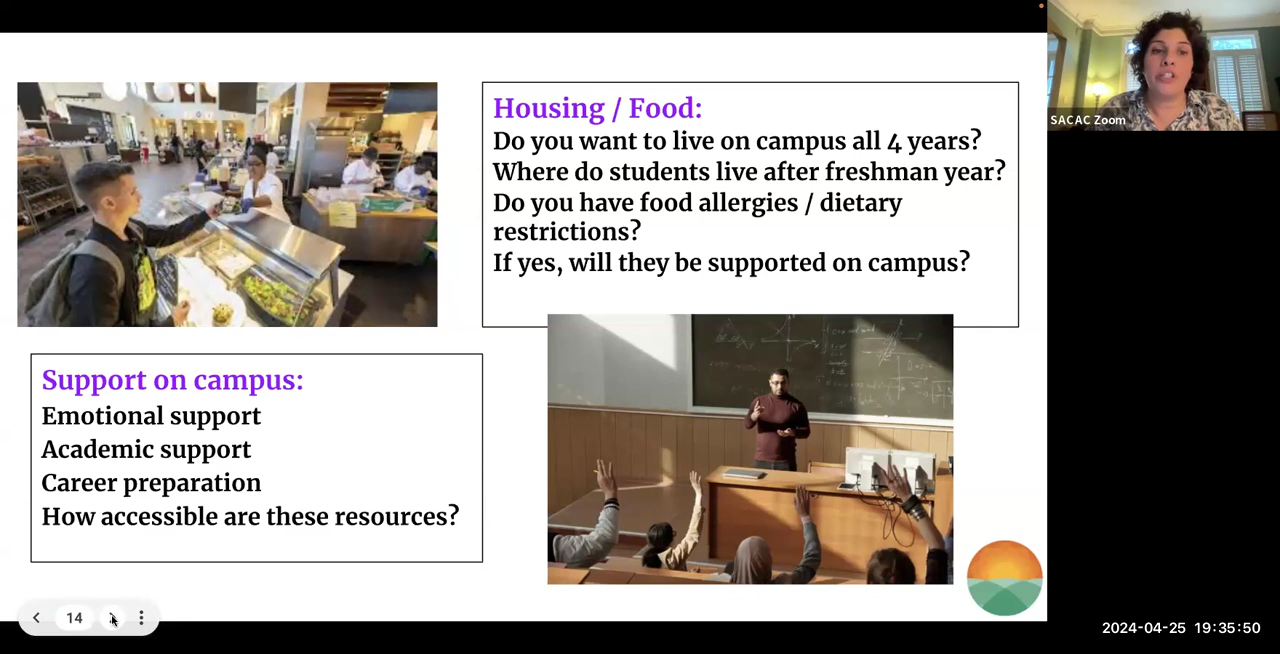 Housing / Food:
Do you want to live on campus all 4 years?
Where do students live after freshman year?
Do you have food allergies / dietary
restrictions?
If yes, will they be supported on campus?
SACAC Zoom
Support on campus:
Emotional support
Academic support
Career preparation
How accessible are these resources?
14
2024-04-25 19:35:50